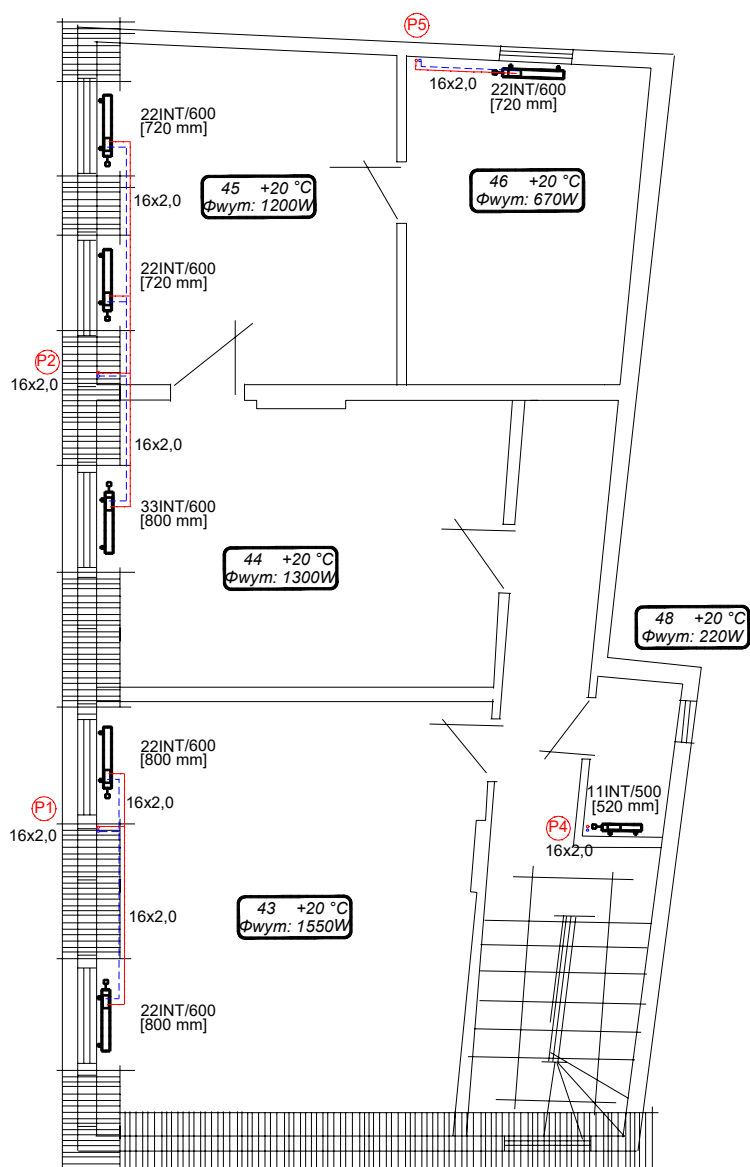 P5
16x2,0
22INT/600
[720 mm]
22INT/600
[720 mm]
45 +20 °C
Φwym: 1200W
46 +20 °C
Φwym: 670W
16x2,0
22INT/600
[720 mm]
P2
16x2,0
16x2,0
33INT/600
[800 mm]
44 +20 °C
Φwym: 1300W
48 +20 °C
Φwym: 220W
22INT/600
[800 mm]
P1
16x2,0
16x2,0
11INT/500
[520 mm]
P4
16x2,0
16x2,0
43 +20 °C
Φwym: 1550W
22INT/600
[800 mm]